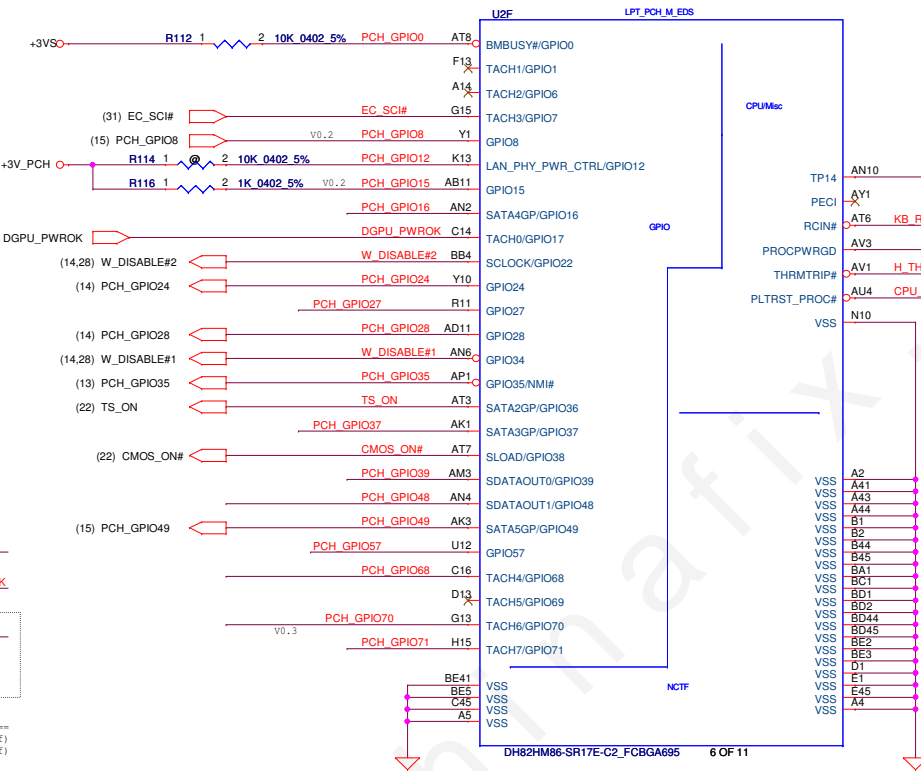 U2F LPT_PCH_M_EDS
+3VS R112 1 2 10K_0402_5% PCH_GPIO0 AT8 BMBUSY#/GPIO0
F13 TACH1/GPIO1
A14 TACH2/GPIO6
CPU/Misc
(31) EC_SCI# EC_SCI# G15 TACH3/GPIO7
(15) PCH_GPIO8 V0.2 PCH_GPIO8 Y1 GPIO8
+3V_PCH R114 1 @ 2 10K_0402_5% PCH_GPIO12 K13 LAN_PHY_PWR_CTRL/GPIO12
TP14 AN10
R116 1 2 1K_0402_5% V0.2 PCH_GPIO15 AB11 GPIO15
PECI AY1
PCH_GPIO16 AN2 SATA4GP/GPIO16
GPIO
RCIN# AT6 KB_R
DGPU_PWROK DGPU_PWROK C14 TACH0/GPIO17
PROCPWRGD AV3
(14,28) W_DISABLE#2 W_DISABLE#2 BB4 SCLOCK/GPIO22
THRMTRIP# AV1 H_TH
(14) PCH_GPIO24 PCH_GPIO24 Y10 GPIO24
PLTRST_PROC# AU4 CPU_
PCH_GPIO27 R11 GPIO27
VSS N10
(14) PCH_GPIO28 PCH_GPIO28 AD11 GPIO28
(14,28) W_DISABLE#1 W_DISABLE#1 AN6 GPIO34
(13) PCH_GPIO35 PCH_GPIO35 AP1 GPIO35/NMI#
(22) TS_ON TS_ON AT3 SATA2GP/GPIO36
PCH_GPIO37 AK1 SATA3GP/GPIO37
(22) CMOS_ON# CMOS_ON# AT7 SLOAD/GPIO38
PCH_GPIO39 AM3 SDATAOUT0/GPIO39
PCH_GPIO48 AN4 SDATAOUT1/GPIO48
(15) PCH_GPIO49 PCH_GPIO49 AK3 SATA5GP/GPIO49
PCH_GPIO57 U12 GPIO57
PCH_GPIO68 C16 TACH4/GPIO68
D13 TACH5/GPIO69
PCH_GPIO70 G13 TACH6/GPIO70
V0.3
PCH_GPIO71 H15 TACH7/GPIO71
VSS A2
VSS A41
VSS A43
VSS A44
VSS B1
VSS B2
VSS B44
VSS B45
VSS BA1
VSS BC1
VSS BD1
VSS BD2
VSS BD44
VSS BD45
VSS BE2
VSS BE3
VSS D1
VSS E1
VSS E45
VSS A4
BE41 VSS
BE5 VSS
C45 VSS
A5 VSS
NCTF
DH82HM86-SR17E-C2_FCBGA695 6 OF 11